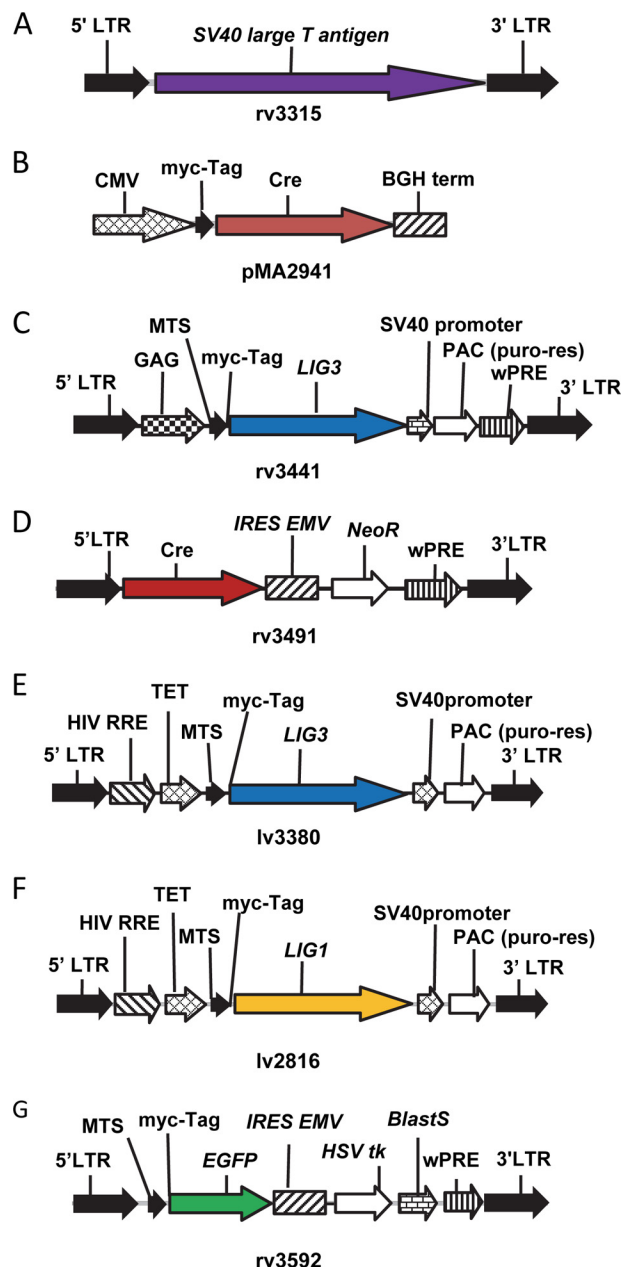 A
5' LTR
SV40 large T antigen
3' LTR
rv3315
B
CMV
myc-Tag
Cre
BGH term
pMA2941
C
5’ LTR
GAG
MTS
myc-Tag
LIG3
SV40 promoter
PAC (puro-res)
wPRE
3’ LTR
rv3441
D
5’LTR
Cre
IRES EMV
NeoR
wPRE
3’LTR
rv3491
E
5’ LTR
HIV RRE
TET
MTS
myc-Tag
LIG3
SV40promoter
PAC (puro-res)
3’ LTR
lv3380
F
5’ LTR
HIV RRE
TET
MTS
myc-Tag
LIG1
SV40promoter
PAC (puro-res)
3’ LTR
lv2816
G
5’LTR
MTS
myc-Tag
EGFP
IRES EMV
HSV tk
BlastS
wPRE
3'LTR
rv3592